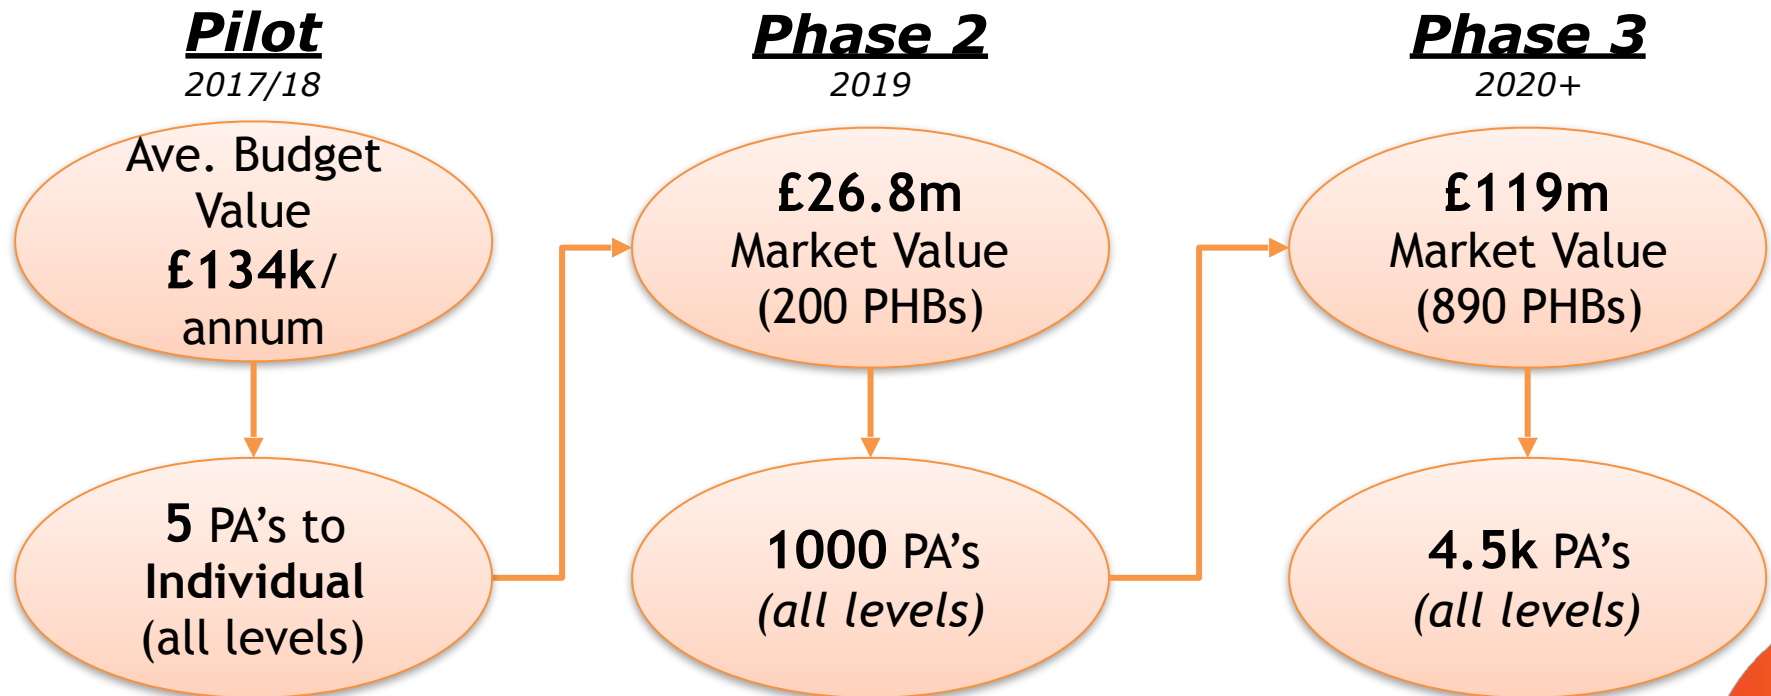 Pilot
2017/18
Ave. Budget
Value
£134k/
annum
5 PA’s to
Individual
(all levels)
Phase 2
2019
£26.8m
Market Value
(200 PHBs)
1000 PA’s
(all levels)
Phase 3
2020+
£119m
Market Value
(890 PHBs)
4.5k PA’s
(all levels)